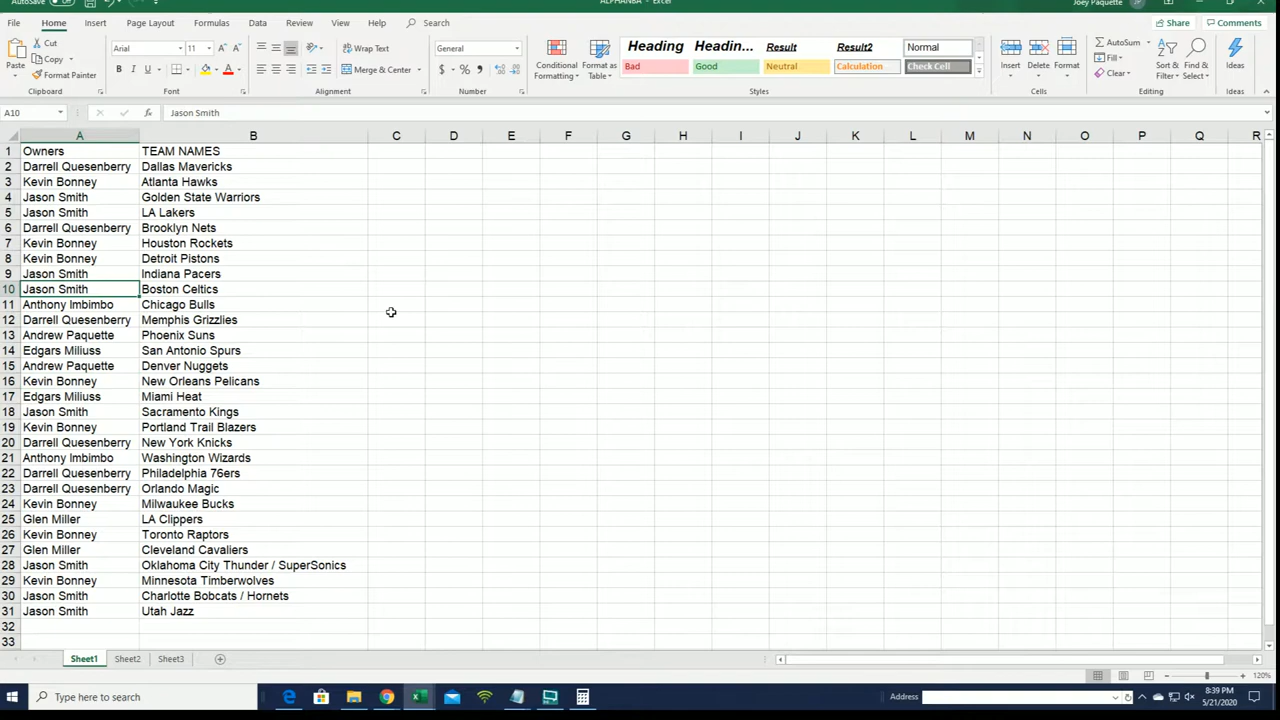 AutoSave Off ALPHANBA - Excel Joey Paquette JP
File Home Insert Page Layout Formulas Data Review View Help Search Share Comments
Cut Arial 11 Wrap Text General Heading Headin... Result Result2 Normal AutoSum
Copy Fill
Paste Format Painter Merge & Center Conditional Formatting Format as Table Bad Good Neutral Calculation Check Cell Insert Delete Format Clear Sort & Filter Find & Select Ideas
Clipboard Font Alignment Number Styles Cells Editing Ideas
A10 Jason Smith
A B C D E F G H I J K L M N O P Q R
1 Owners TEAM NAMES
2 Darrell Quesenberry Dallas Mavericks
3 Kevin Bonney Atlanta Hawks
4 Jason Smith Golden State Warriors
5 Jason Smith LA Lakers
6 Darrell Quesenberry Brooklyn Nets
7 Kevin Bonney Houston Rockets
8 Kevin Bonney Detroit Pistons
9 Jason Smith Indiana Pacers
10 Jason Smith Boston Celtics
11 Anthony Imbimbo Chicago Bulls
12 Darrell Quesenberry Memphis Grizzlies
13 Andrew Paquette Phoenix Suns
14 Edgars Miliuss San Antonio Spurs
15 Andrew Paquette Denver Nuggets
16 Kevin Bonney New Orleans Pelicans
17 Edgars Miliuss Miami Heat
18 Jason Smith Sacramento Kings
19 Kevin Bonney Portland Trail Blazers
20 Darrell Quesenberry New York Knicks
21 Anthony Imbimbo Washington Wizards
22 Darrell Quesenberry Philadelphia 76ers
23 Darrell Quesenberry Orlando Magic
24 Kevin Bonney Milwaukee Bucks
25 Glen Miller LA Clippers
26 Kevin Bonney Toronto Raptors
27 Glen Miller Cleveland Cavaliers
28 Jason Smith Oklahoma City Thunder / SuperSonics
29 Kevin Bonney Minnesota Timberwolves
30 Jason Smith Charlotte Bobcats / Hornets
31 Jason Smith Utah Jazz
32
33
Sheet1 Sheet2 Sheet3
120%
Type here to search Address 8:39 PM
5/21/2020